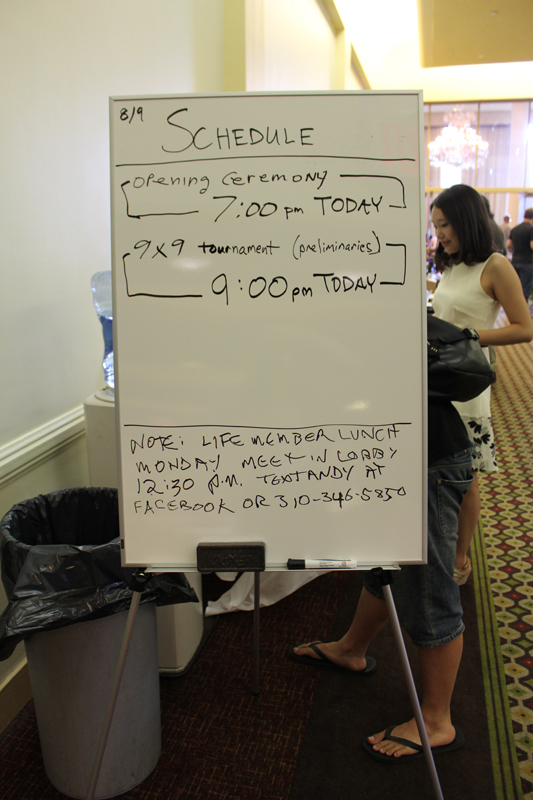 8/9
SCHEDULE
Opening Ceremony
7:00 pm TODAY
9x9 tournament (preliminaries)
9:00 pm TODAY
NOTE: LIFE MEMBER LUNCH
MONDAY MEET IN LOBBY
12:30 P.M. TEXT ANDY AT
FACEBOOK OR 310-346-5850